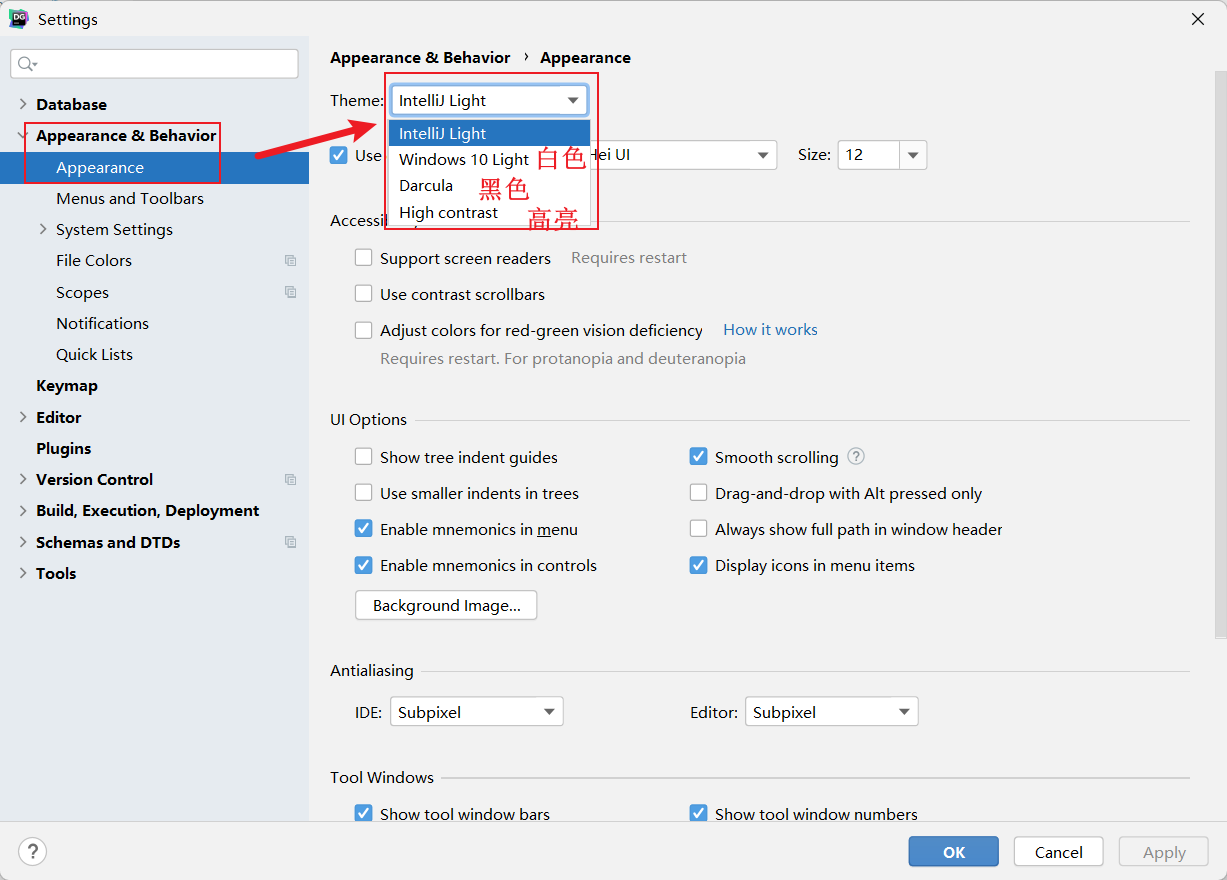 DG Settings
Appearance & Behavior › Appearance
Database
Theme: IntelliJ Light
Appearance & Behavior
IntelliJ Light
Use Hei UI Size: 12
Windows 10 Light 白色
Appearance
Darcula 黑色
Menus and Toolbars
High contrast 高亮
System Settings
Support screen readers Requires restart
File Colors
Scopes
Use contrast scrollbars
Notifications
Adjust colors for red-green vision deficiency How it works
Quick Lists
Requires restart. For protanopia and deuteranopia
Keymap
Editor
UI Options
Plugins
Show tree indent guides Smooth scrolling ?
Version Control
Use smaller indents in trees Drag-and-drop with Alt pressed only
Build, Execution, Deployment
Enable mnemonics in menu Always show full path in window header
Schemas and DTDs
Enable mnemonics in controls Display icons in menu items
Tools
Background Image...
Antialiasing
IDE: Subpixel Editor: Subpixel
Tool Windows
Show tool window bars Show tool window numbers
? OK Cancel Apply